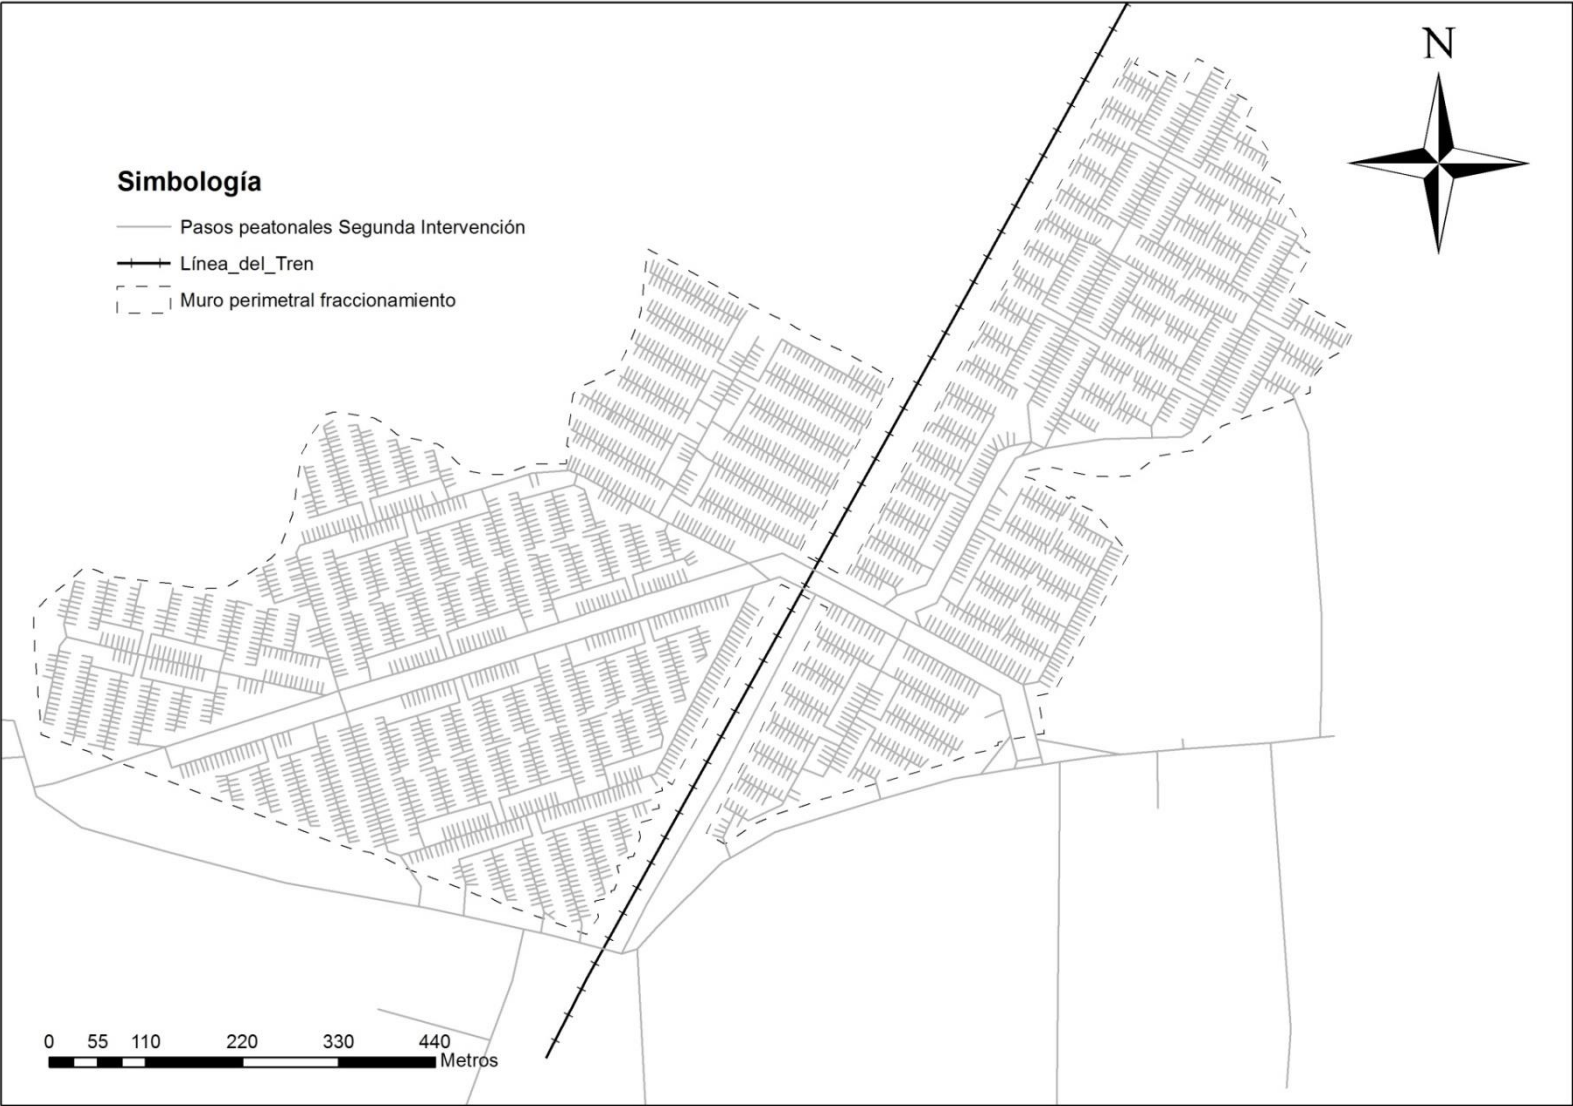 N
Simbología
Pasos peatonales Segunda Intervención
Línea_del_Tren
Muro perimetral fraccionamiento
0 55 110 220 330 440
Metros